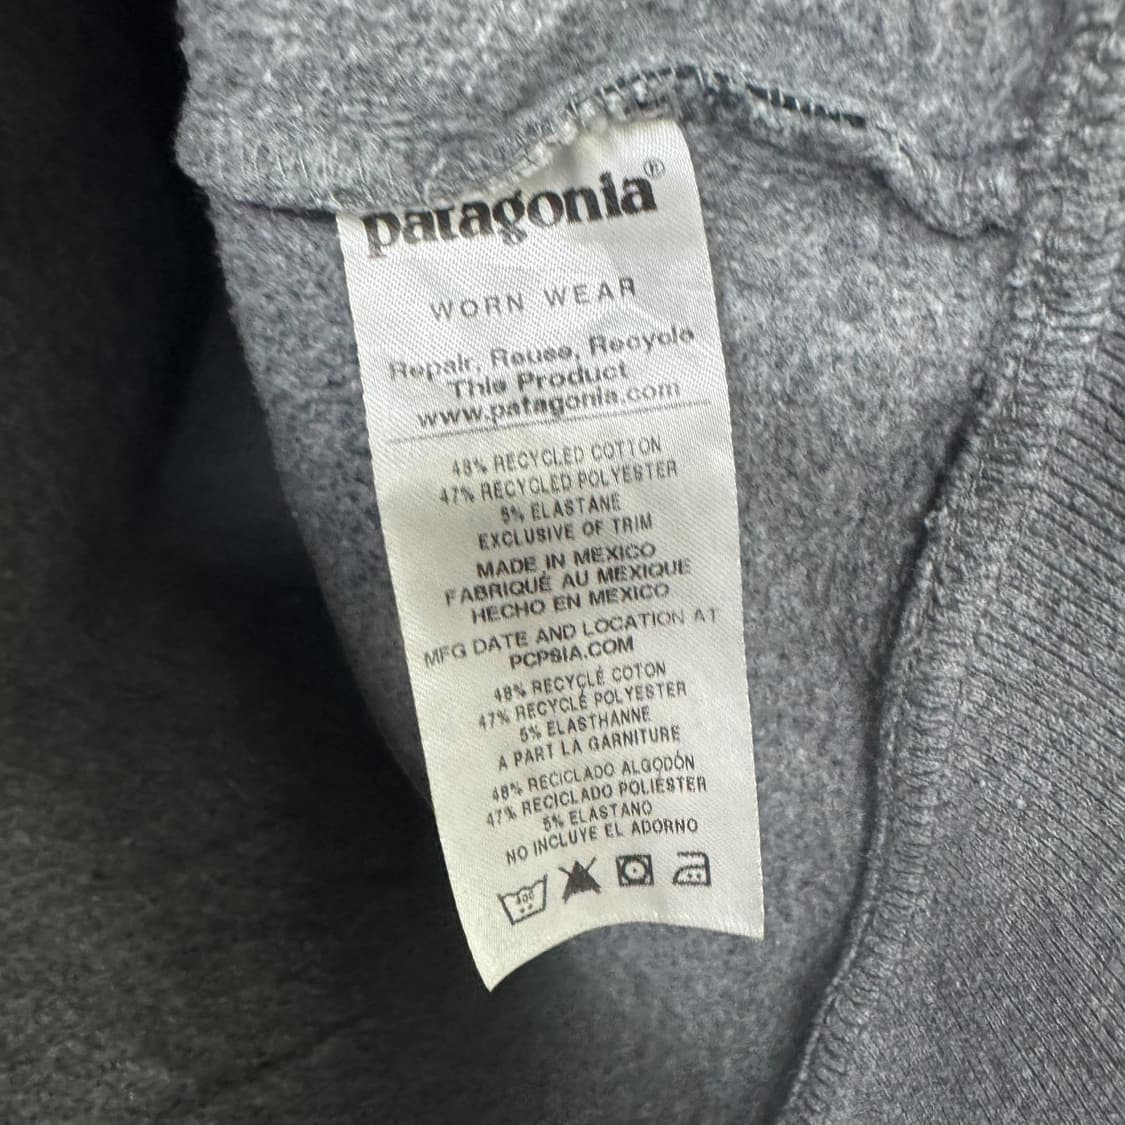 patagonia®
WORN WEAR
Repair, Reuse, Recycle
This Product
www.patagonia.com
48% RECYCLED COTTON
47% RECYCLED POLYESTER
5% ELASTANE
EXCLUSIVE OF TRIM
MADE IN MEXICO
FABRIQUÉ AU MEXIQUE
HECHO EN MEXICO
MFG DATE AND LOCATION AT
PCPSIA.COM
48% RECYCLÉ COTON
47% RECYCLÉ POLYESTER
5% ELASTHANNE
A PART LA GARNITURE
48% RECICLADO ALGODÓN
47% RECICLADO POLIÉSTER
5% ELASTANO
NO INCLUYE EL ADORNO